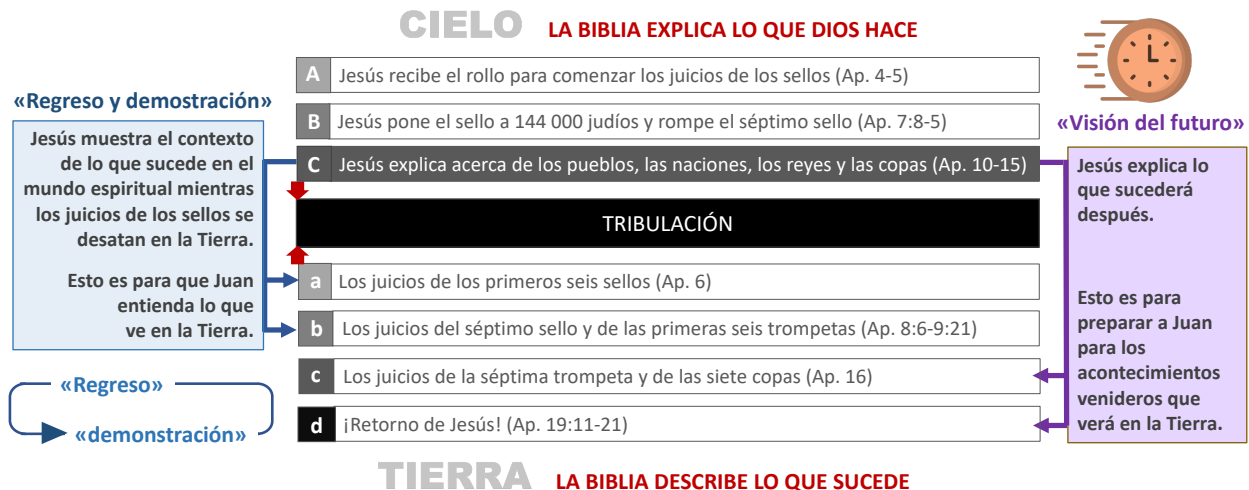 CIELO LA BIBLIA EXPLICA LO QUE DIOS HACE
A Jesús recibe el rollo para comenzar los juicios de los sellos (Ap. 4-5)
B Jesús pone el sello a 144 000 judíos y rompe el séptimo sello (Ap. 7:8-5)
C Jesús explica acerca de los pueblos, las naciones, los reyes y las copas (Ap. 10-15)
«Regreso y demostración»
Jesús muestra el contexto
de lo que sucede en el
mundo espiritual mientras
los juicios de los sellos se
desatan en la Tierra.
Esto es para que Juan
entienda lo que
ve en la Tierra.
«Regreso»
«demonstración»
TRIBULACIÓN
a Los juicios de los primeros seis sellos (Ap. 6)
b Los juicios del séptimo sello y de las primeras seis trompetas (Ap. 8:6-9:21)
c Los juicios de la séptima trompeta y de las siete copas (Ap. 16)
d ¡Retorno de Jesús! (Ap. 19:11-21)
«Visión del futuro»
Jesús explica lo
que sucederá
después.
Esto es para
preparar a Juan
para los
acontecimientos
venideros que
verá en la Tierra.
TIERRA LA BIBLIA DESCRIBE LO QUE SUCEDE